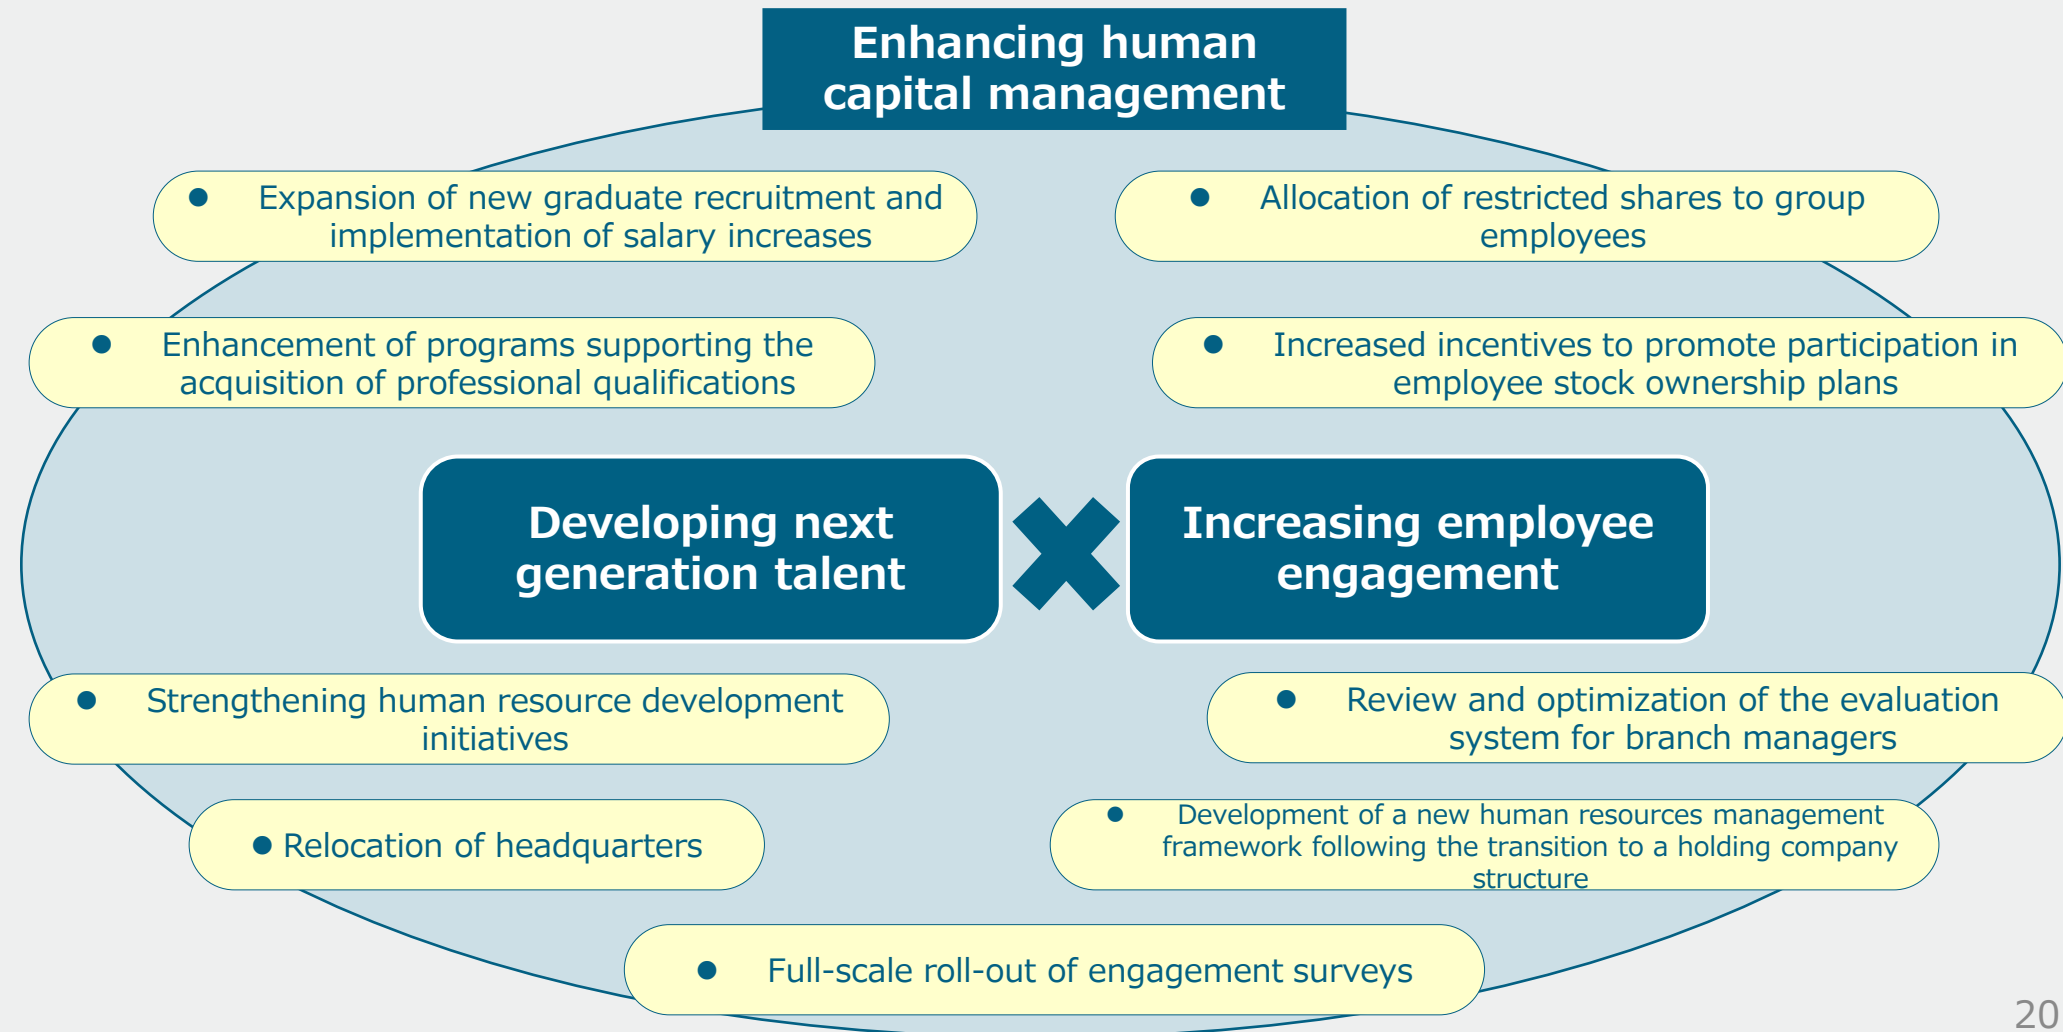 Enhancing human
capital management
● Expansion of new graduate recruitment and
implementation of salary increases
● Allocation of restricted shares to group
employees
● Enhancement of programs supporting the
acquisition of professional qualifications
● Increased incentives to promote participation in
employee stock ownership plans
Developing next
generation talent
Increasing employee
engagement
● Strengthening human resource development
initiatives
● Review and optimization of the evaluation
system for branch managers
● Relocation of headquarters
● Development of a new human resources management
framework following the transition to a holding company
structure
● Full-scale roll-out of engagement surveys
20